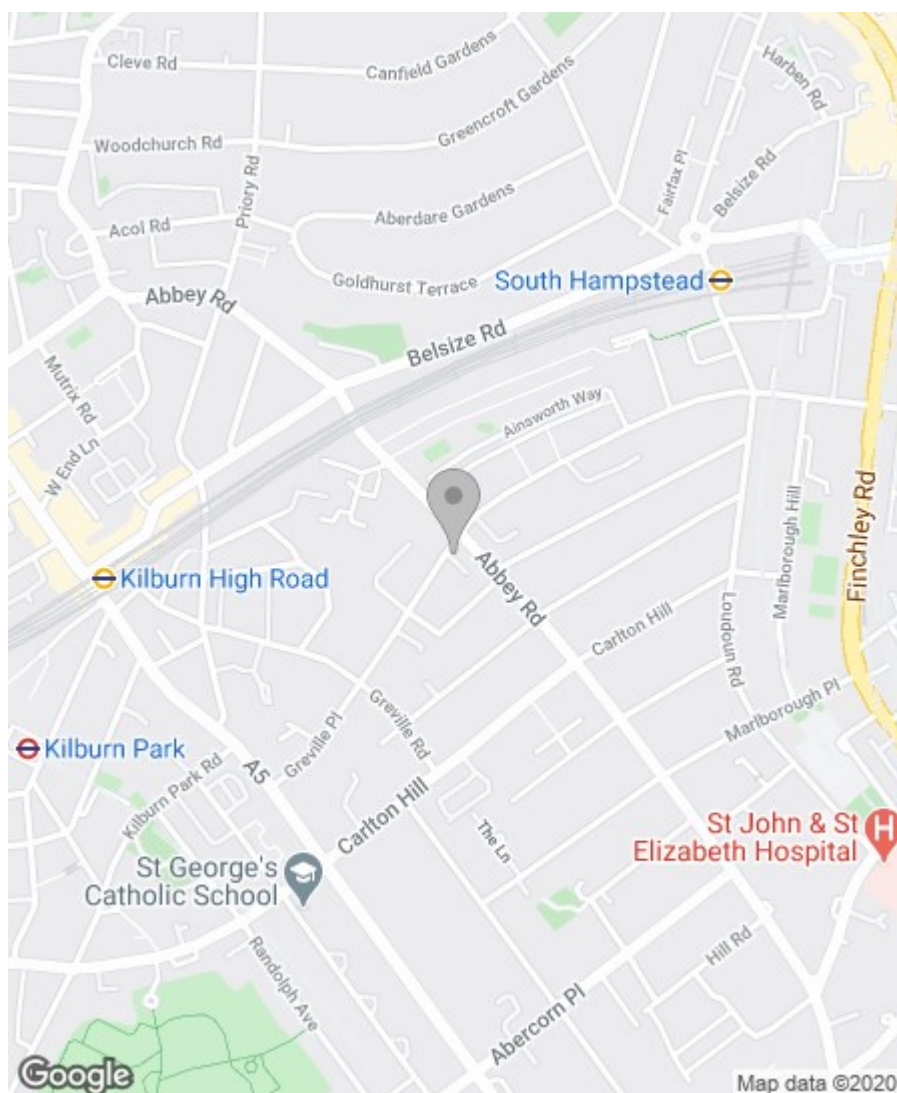 Cleve Rd
Canfield Gardens
Harben Rd
Greencroft Gardens
Woodchurch Rd
Priory Rd
Fairfax Pl
Belsize Rd
Aberdare Gardens
Acol Rd
Goldhurst Terrace
South Hampstead
Abbey Rd
Belsize Rd
Mutrix Rd
Ainsworth Way
W End Ln
Marlborough Hill
Finchley Rd
Kilburn High Road
Abbey Rd
Loudoun Rd
Carlton Hill
Marlborough Pl
Greville Rd
Greville Pl
Kilburn Park
A5
Kilburn Park Rd
Carlton Hill
The Ln
St John & St
Elizabeth Hospital
H
St George's
Catholic School
Hill Rd
Randolph Ave
Abercorn Pl
Google
Map data ©2020